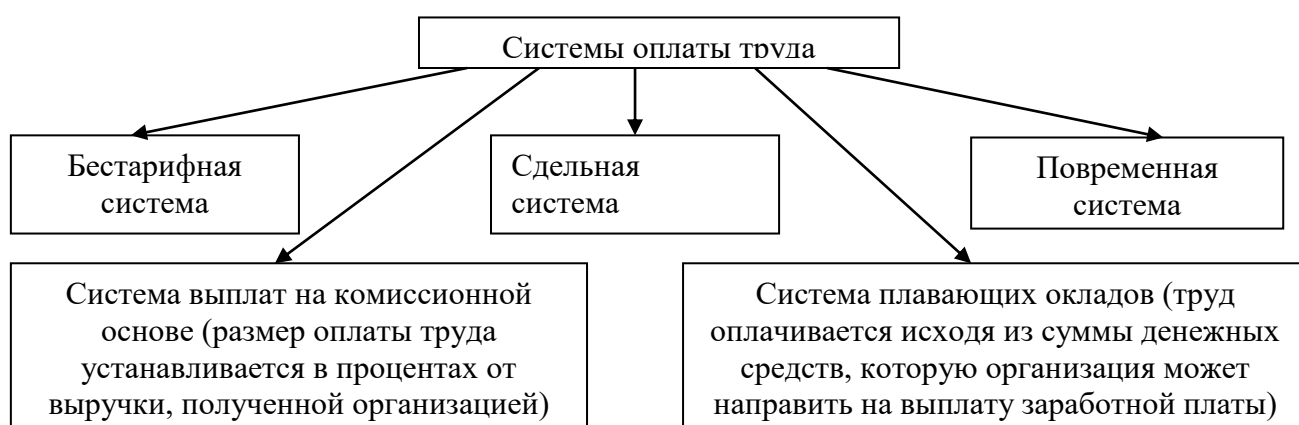 Системы оплаты труда
Бестарифная
система
Сдельная
система
Повременная
система
Система выплат на комиссионной
основе (размер оплаты труда
устанавливается в процентах от
выручки, полученной организацией)
Система плавающих окладов (труд
оплачивается исходя из суммы денежных
средств, которую организация может
направить на выплату заработной платы)